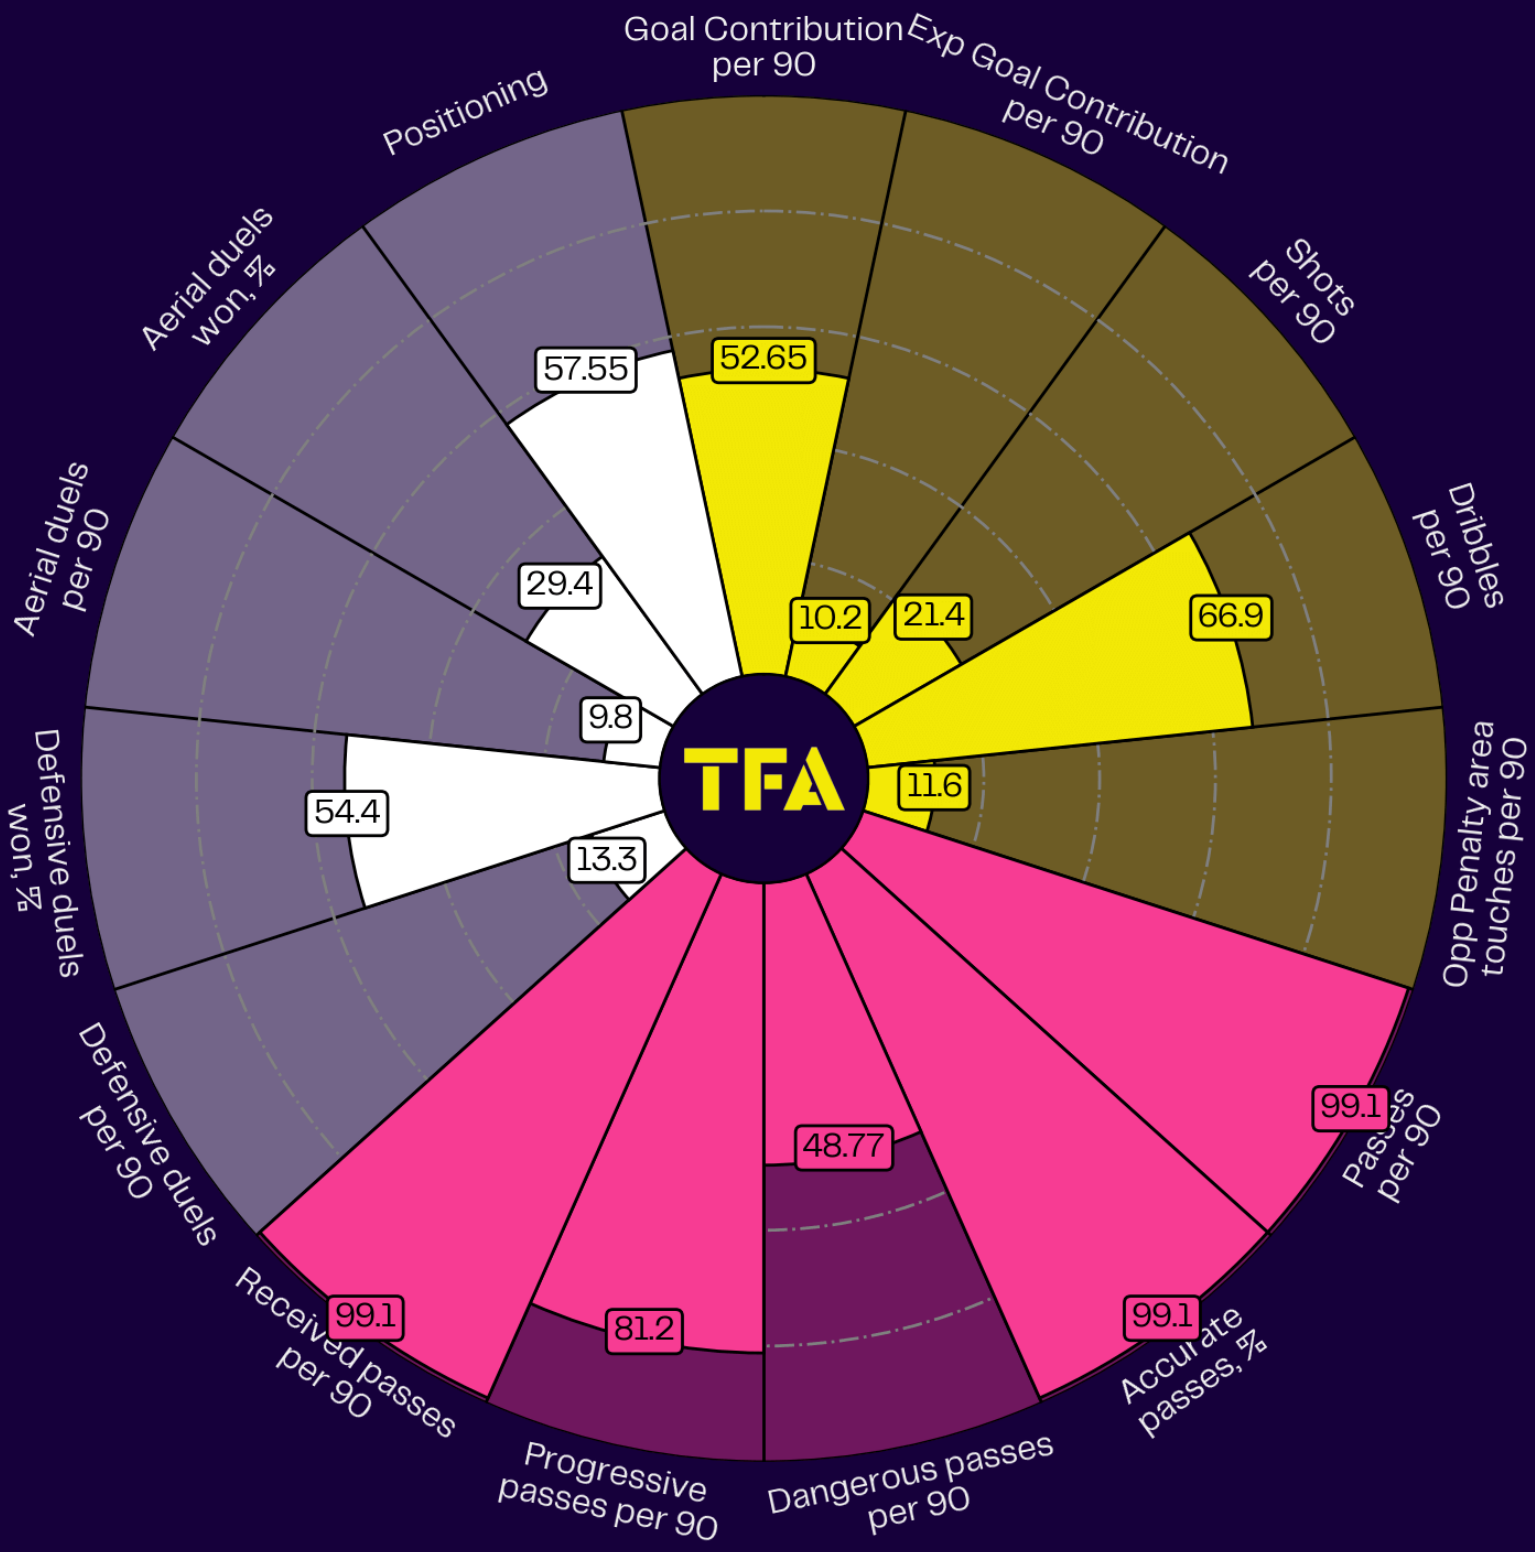 Goal Contribution
per 90
Exp Goal Contribution
per 90
Shots
per 90
Dribbles
per 90
Opp Penalty area
touches per 90
Passes
per 90
Accurate
passes, %
Dangerous passes
per 90
Progressive
passes per 90
Received passes
per 90
Defensive duels
per 90
Defensive duels
won, %
Aerial duels
per 90
Aerial duels
won, %
Positioning
52.65
10.2
21.4
66.9
11.6
99.1
99.1
48.77
81.2
99.1
13.3
54.4
9.8
29.4
57.55
TFA